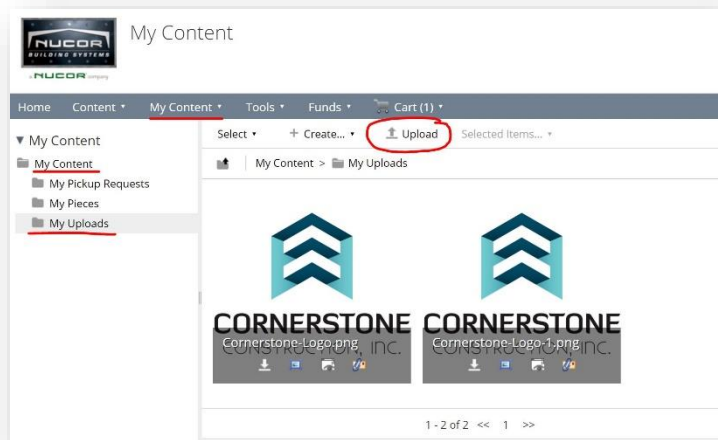 NUCOR
BUILDING SYSTEMS
A NUCOR company
My Content
Home Content My Content Tools Funds Cart (1)
My Content
My Content
My Pickup Requests
My Pieces
My Uploads
Select + Create... Upload Selected Items...
My Content > My Uploads
CORNERSTONE
CONSTRUCTION, INC.
Cornerstone-Logo.png
CORNERSTONE
CONSTRUCTION, INC.
Cornerstone-Logo-1.png
1 - 2 of 2 << 1 >>